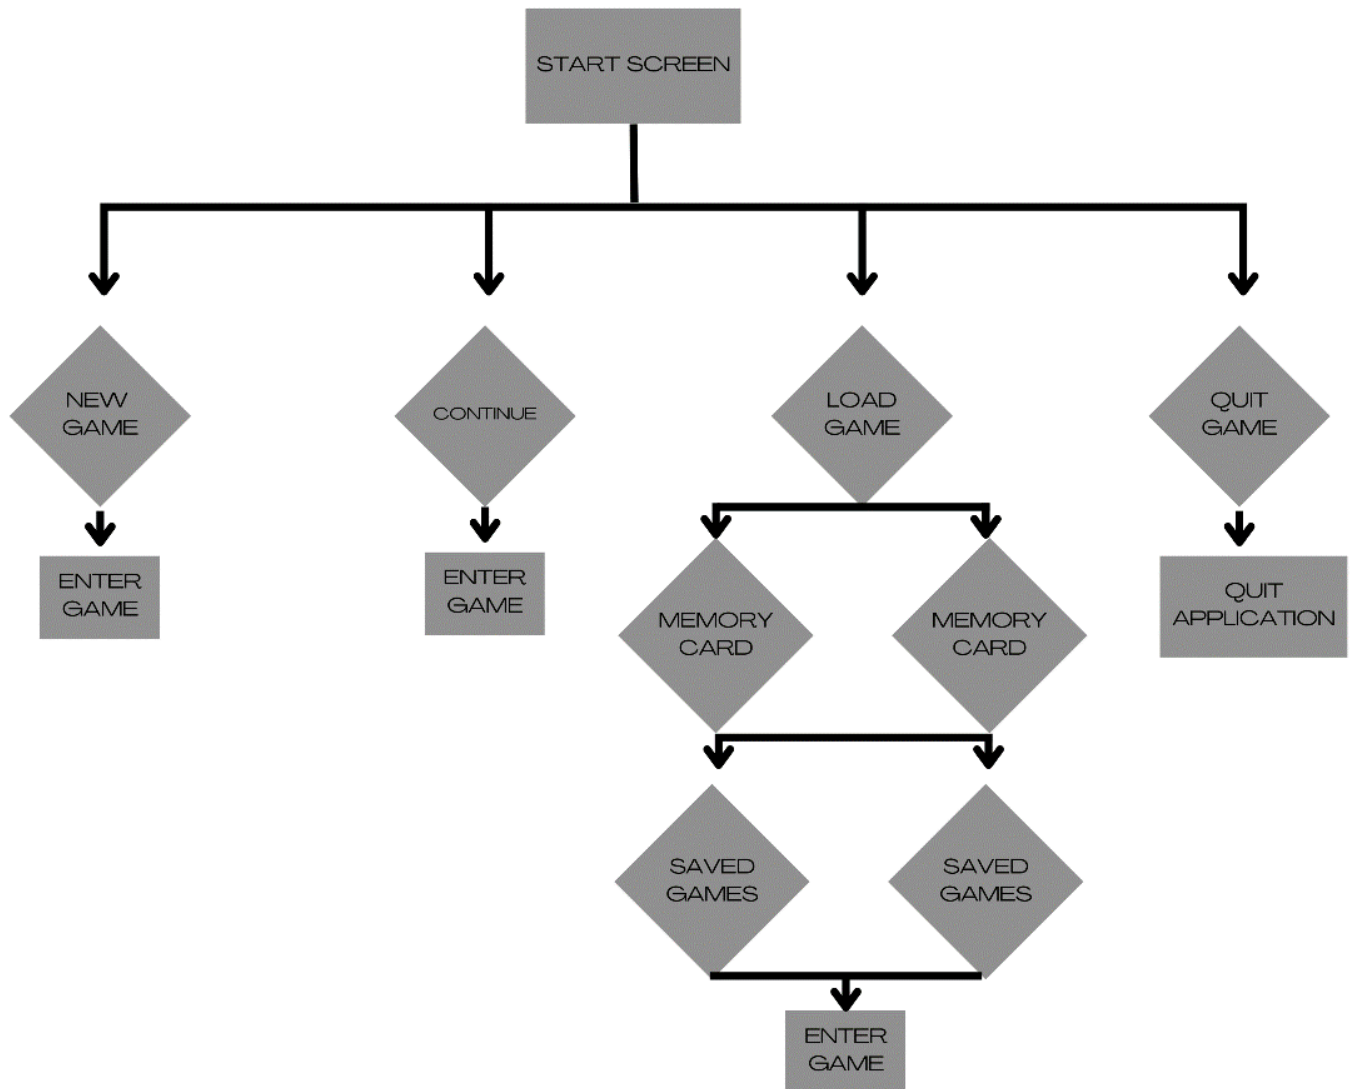 START SCREEN
NEW
GAME
CONTINUE
LOAD
GAME
QUIT
GAME
ENTER
GAME
ENTER
GAME
MEMORY
CARD
MEMORY
CARD
QUIT
APPLICATION
SAVED
GAMES
SAVED
GAMES
ENTER
GAME